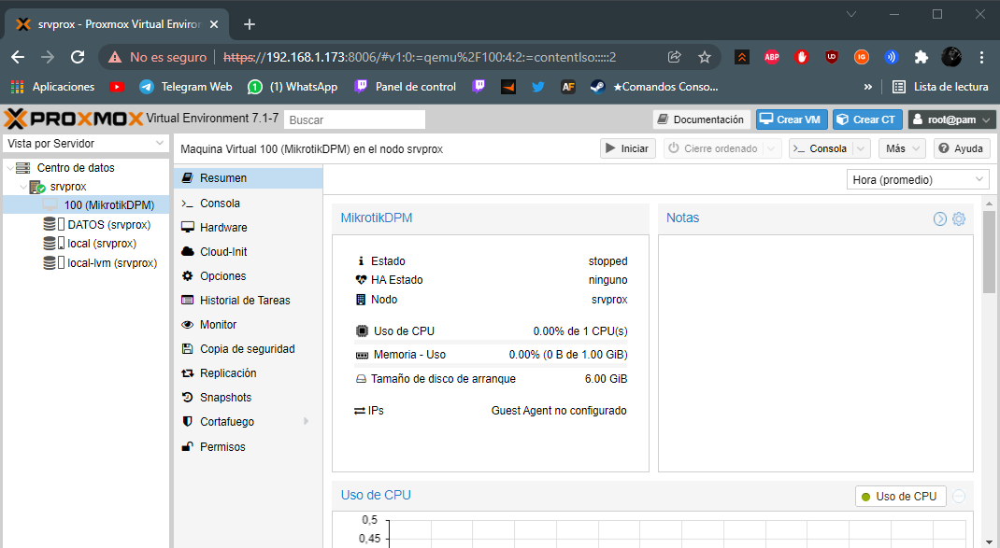 srvprox - Proxmox Virtual Environ
No es seguro https://192.168.1.173:8006/#v1:0:=qemu%2F100:4:2:=contentIso:::::2
ABP
UD
IG
Aplicaciones Telegram Web (1) WhatsApp Panel de control AF ★Comandos Conso... » Lista de lectura
PROXMOX Virtual Environment 7.1-7 Buscar Documentación Crear VM Crear CT root@pam
Vista por Servidor
Maquina Virtual 100 (MikrotikDPM) en el nodo srvprox Iniciar Cierre ordenado Consola Más Ayuda
Centro de datos
srvprox
100 (MikrotikDPM)
DATOS (srvprox)
local (srvprox)
local-lvm (srvprox)
Resumen
Consola
Hardware
Cloud-Init
Opciones
Historial de Tareas
Monitor
Copia de seguridad
Replicación
Snapshots
Cortafuego
Permisos
Hora (promedio)
MikrotikDPM
Estado stopped
HA Estado ninguno
Nodo srvprox
Uso de CPU 0.00% de 1 CPU(s)
Memoria - Uso 0.00% (0 B de 1.00 GiB)
Tamaño de disco de arranque 6.00 GiB
IPs Guest Agent no configurado
Notas
Uso de CPU Uso de CPU
0,5
0,45